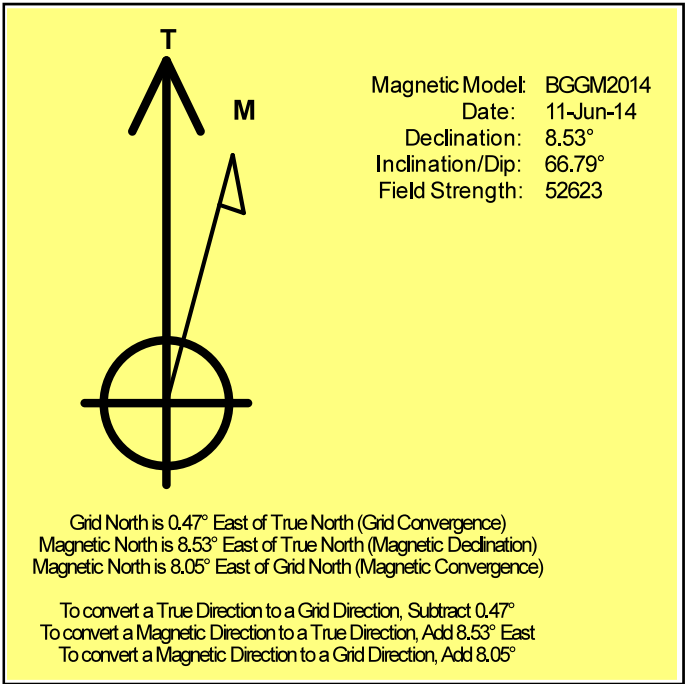 T
M
Magnetic Model: BGGM2014
Date: 11-Jun-14
Declination: 8.53°
Inclination/Dip: 66.79°
Field Strength: 52623
Grid North is 0.47° East of True North (Grid Convergence)
Magnetic North is 8.53° East of True North (Magnetic Declination)
Magnetic North is 8.05° East of Grid North (Magnetic Convergence)
To convert a True Direction to a Grid Direction, Subtract 0.47°
To convert a Magnetic Direction to a True Direction, Add 8.53° East
To convert a Magnetic Direction to a Grid Direction, Add 8.05°